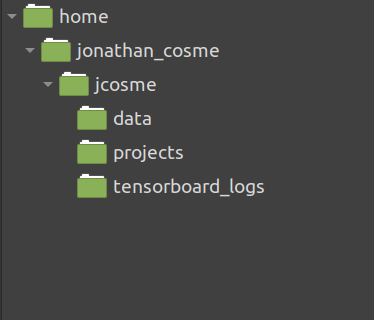 home
jonathan_cosme
jcosme
data
projects
tensorboard_logs